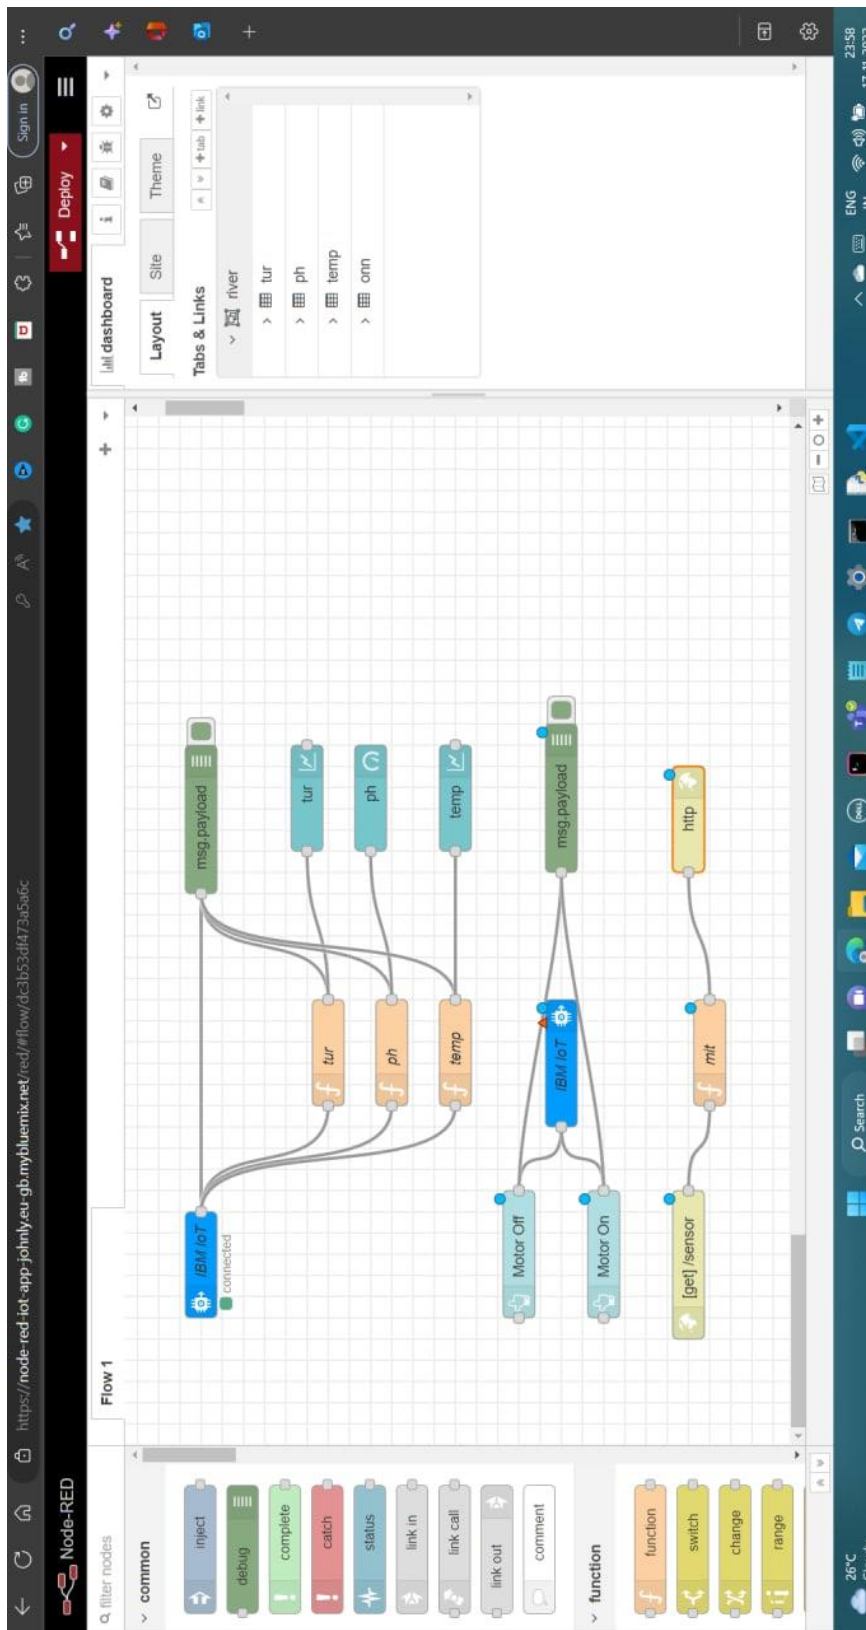 https://node-red-iot-app-johnly.eu-gb.mybluemix.net/red/#flow/dc3b53df473a5a6c
Sign in
Node-RED
Deploy
filter nodes
common
inject
debug
complete
catch
status
link in
link call
link out
comment
function
function
switch
change
range
Flow 1
IBM IoT
connected
msg.payload
tur
tur
ph
ph
temp
temp
Motor Off
IBM IoT
msg.payload
Motor On
[get] /sensor
mit
http
dashboard
Layout
Site
Theme
Tabs & Links
+tab
+link
river
tur
ph
temp
onn
26°C
Search
ENG
23:58